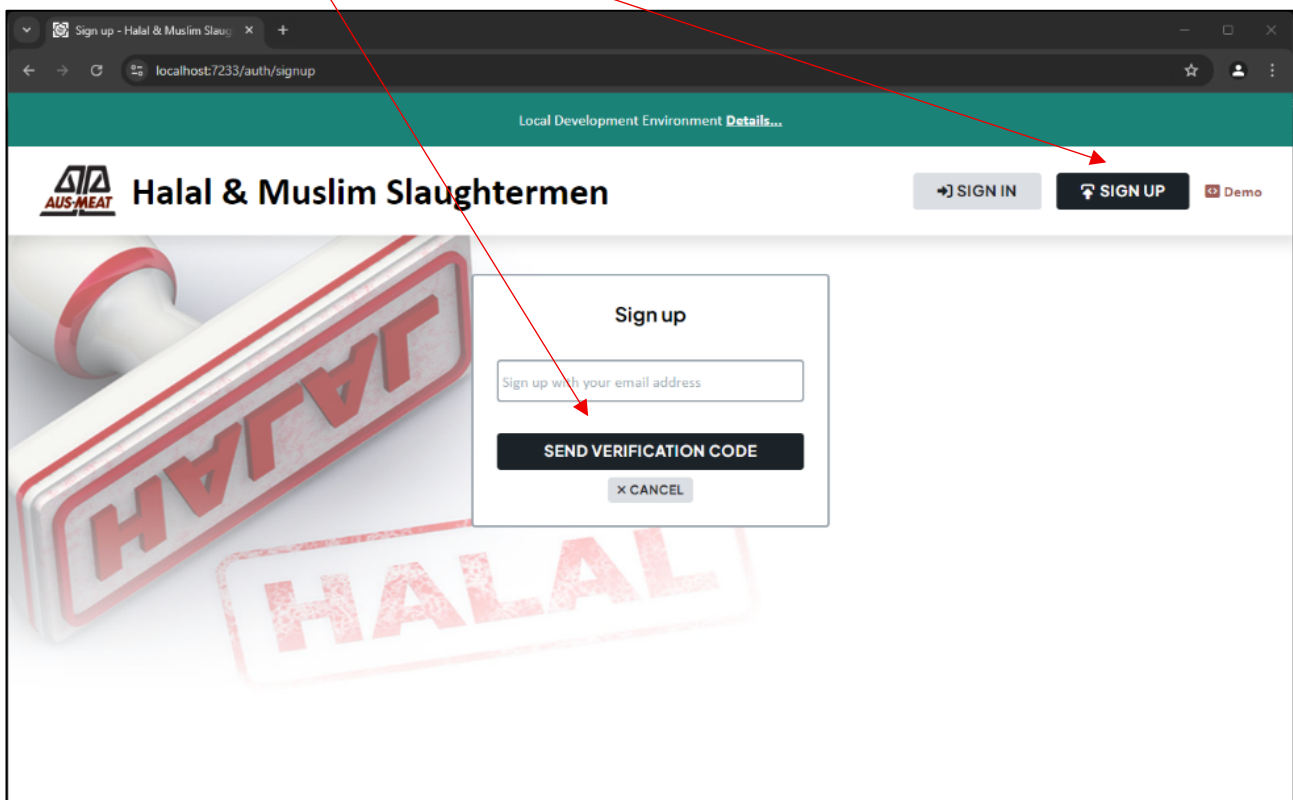 Sign up - Halal & Muslim Slaug
localhost:7233/auth/signup
Local Development Environment Details...
AUS-MEAT
Halal & Muslim Slaughtermen
SIGN IN
SIGN UP
Demo
Sign up
Sign up with your email address
SEND VERIFICATION CODE
× CANCEL
HALAL
HALAL